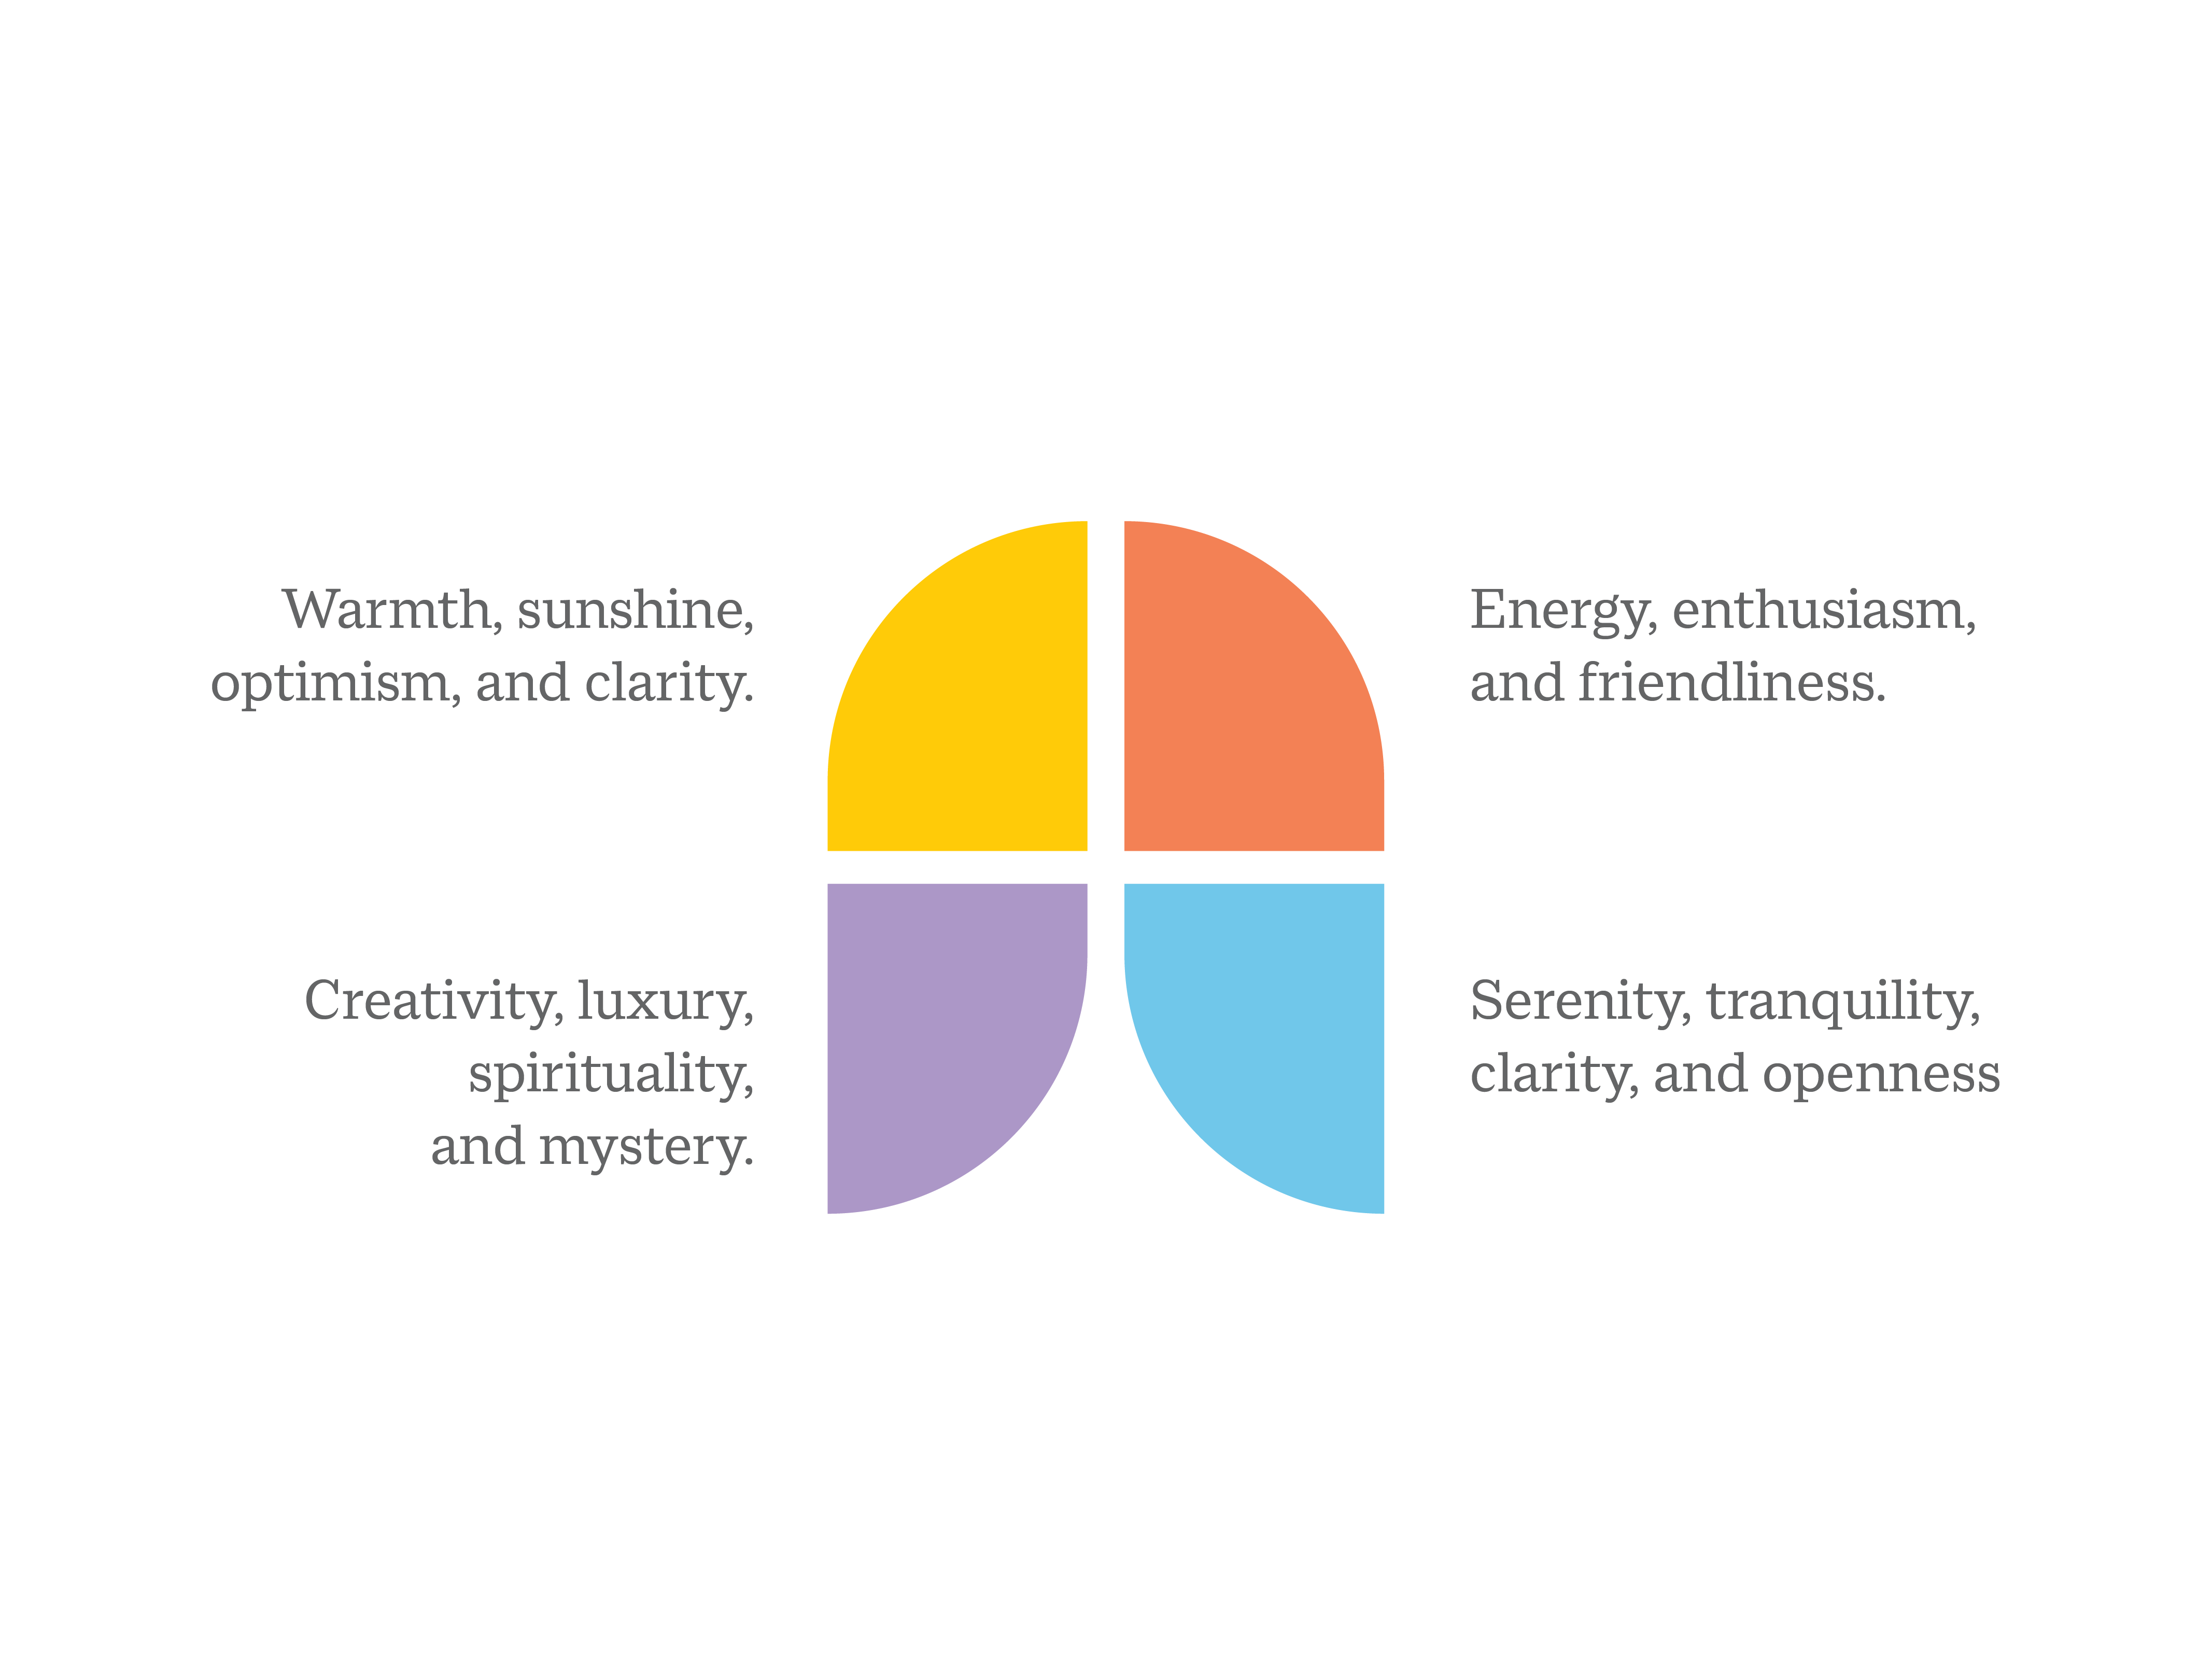 Warmth, sunshine,
optimism, and clarity.
Energy, enthusiasm,
and friendliness.
Creativity, luxury,
spirituality,
and mystery.
Serenity, tranquility,
clarity, and openness